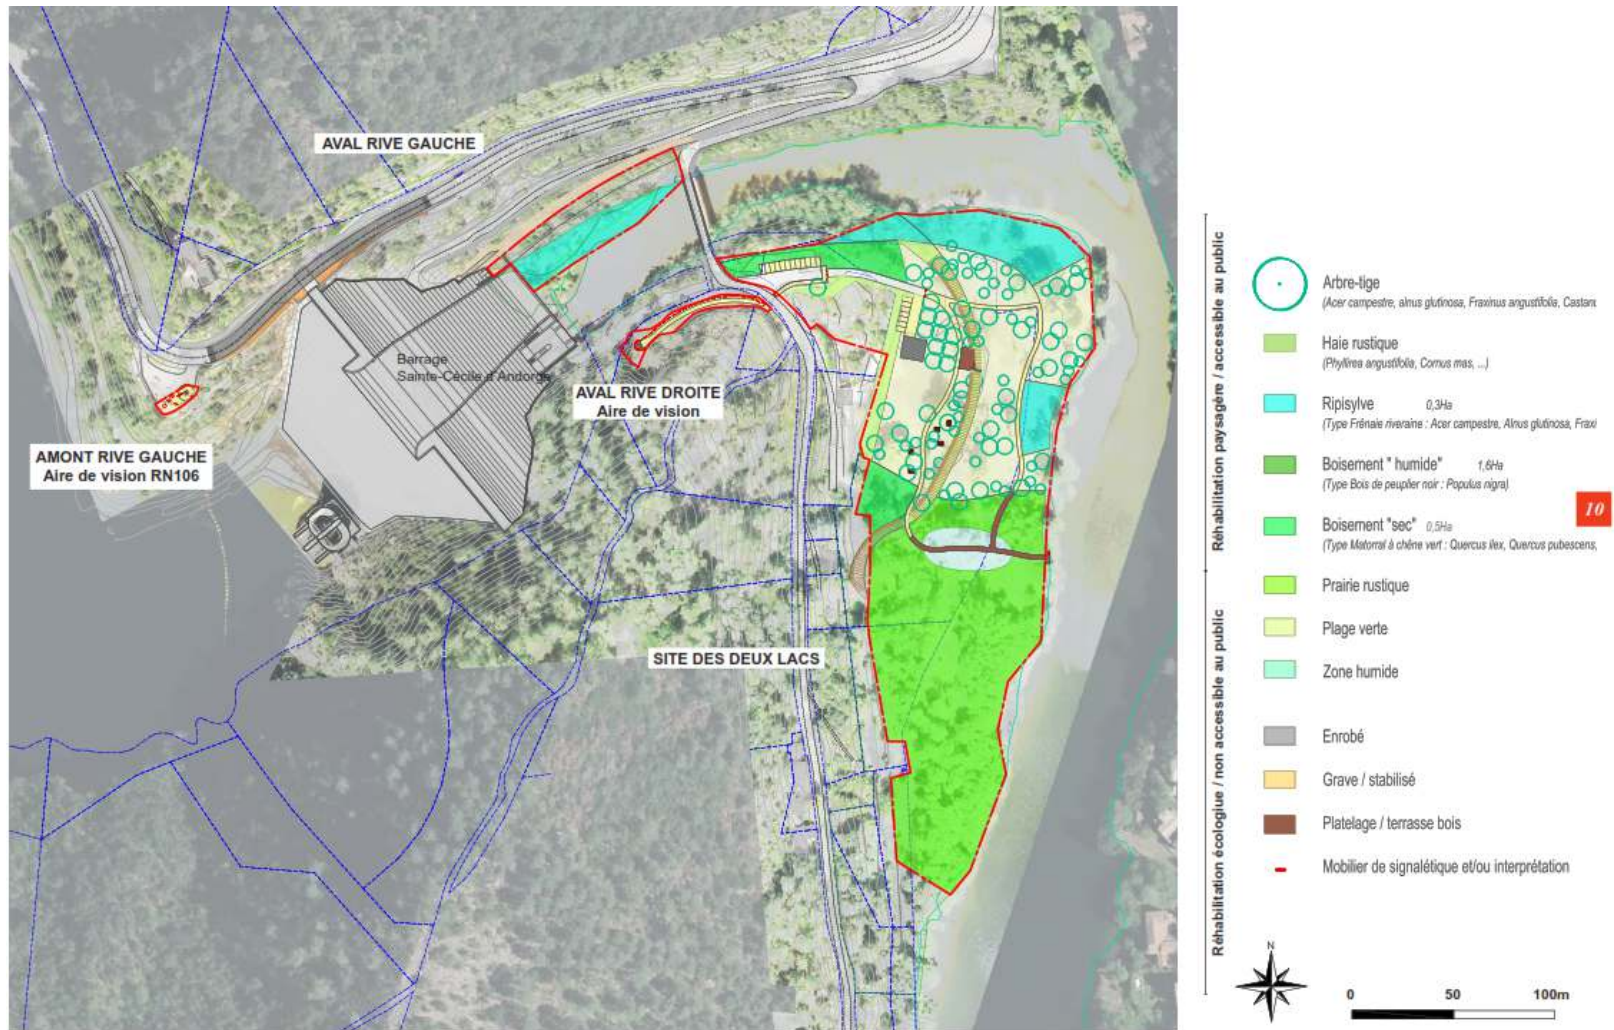 AVAL RIVE GAUCHE
Barrage
Sainte-Cécile d'Andorge
AVAL RIVE DROITE
Aire de vision
AMONT RIVE GAUCHE
Aire de vision RN106
SITE DES DEUX LACS
Réhabilitation paysagère / accessible au public
Réhabilitation écologique / non accessible au public
Arbre-tige
(Acer campestre, alnus glutinosa, Fraxinus angustifolia, Castane
Haie rustique
(Phyllirea angustifolia, Cornus mas, ...)
Ripisylve 0,3Ha
(Type Frênaie riveraine : Acer campestre, Alnus glutinosa, Fraxi
Boisement " humide" 1,6Ha
(Type Bois de peuplier noir : Populus nigra)
10
Boisement "sec" 0,5Ha
(Type Matorral à chêne vert : Quercus ilex, Quercus pubescens,
Prairie rustique
Plage verte
Zone humide
Enrobé
Grave / stabilisé
Platelage / terrasse bois
Mobilier de signalétique et/ou interprétation
N
0 50 100m